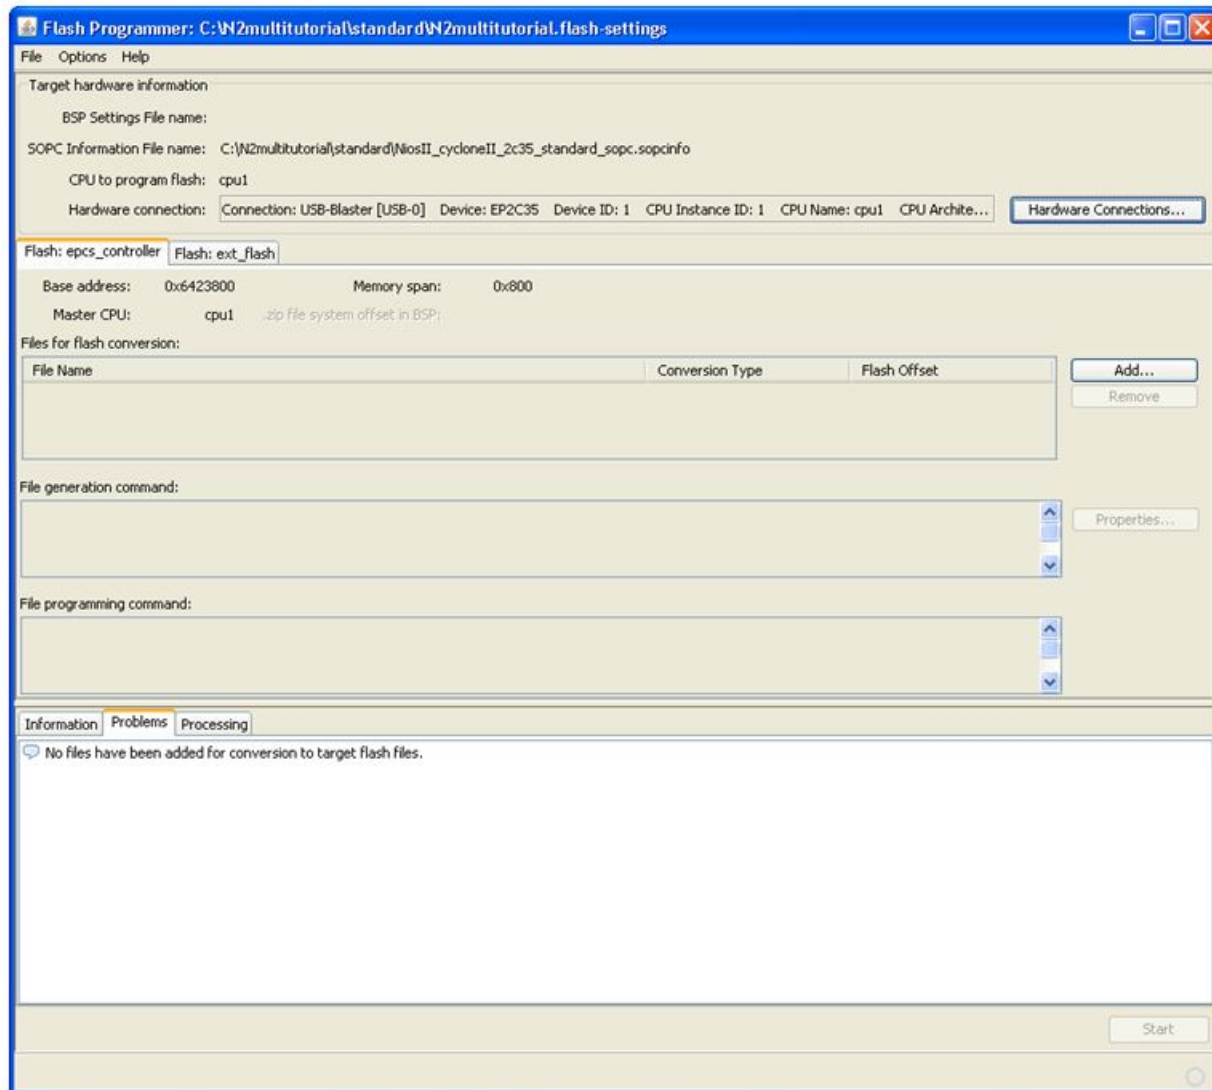 Flash Programmer: C:\N2multitutorial\standard\N2multitutorial.flash-settings
File Options Help
Target hardware information
BSP Settings File name:
SOPC Information File name: C:\N2multitutorial\standard\NiosII_cycloneII_2c35_standard_sopc.sopcinfo
CPU to program flash: cpu1
Hardware connection: Connection: USB-Blaster [USB-0] Device: EP2C35 Device ID: 1 CPU Instance ID: 1 CPU Name: cpu1 CPU Archite... Hardware Connections...
Flash: epcs_controller Flash: ext_flash
Base address: 0x6423800 Memory span: 0x800
Master CPU: cpu1 .zip file system offset in BSP:
Files for flash conversion:
File Name Conversion Type Flash Offset Add...
Remove
File generation command:
Properties...
File programming command:
Information Problems Processing
No files have been added for conversion to target flash files.
Start